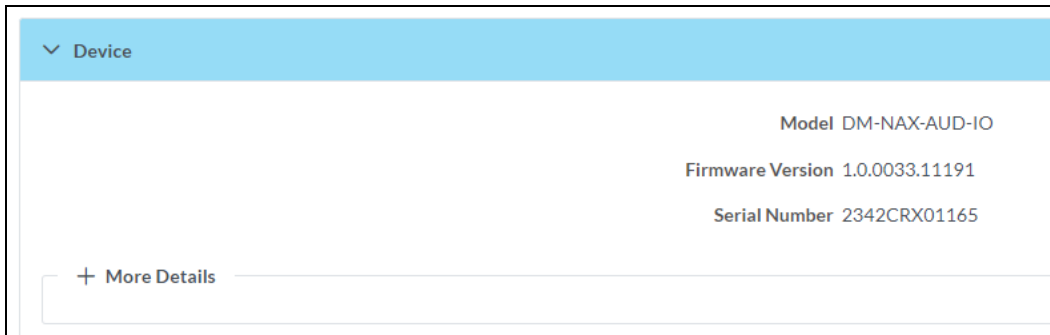 Device
Model DM-NAX-AUD-IO
Firmware Version 1.0.0033.11191
Serial Number 2342CRX01165
+ More Details